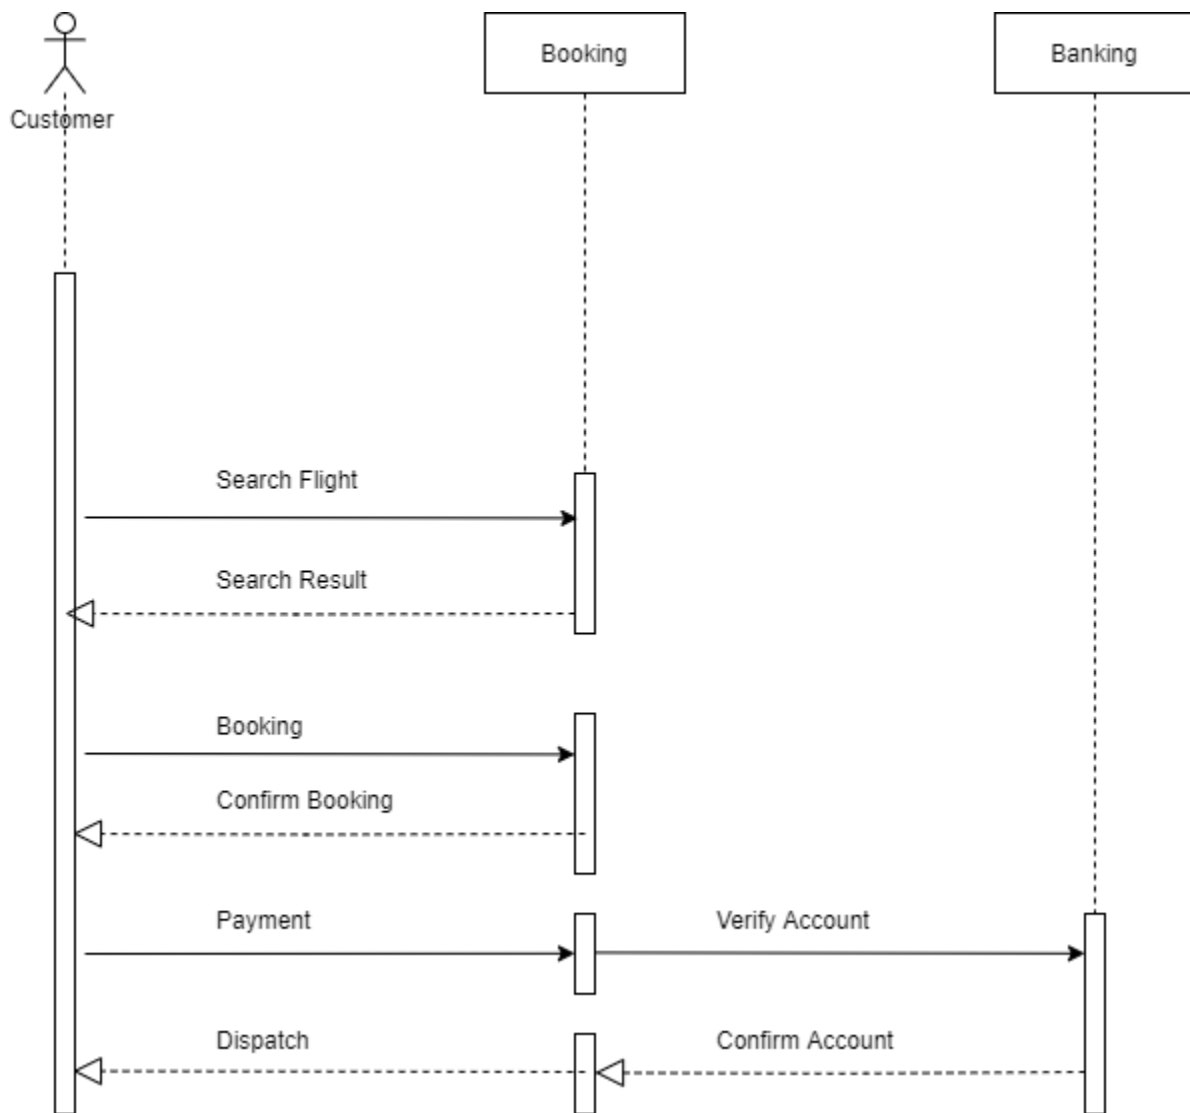 Customer
Booking
Banking
Search Flight
Search Result
Booking
Confirm Booking
Payment
Verify Account
Dispatch
Confirm Account